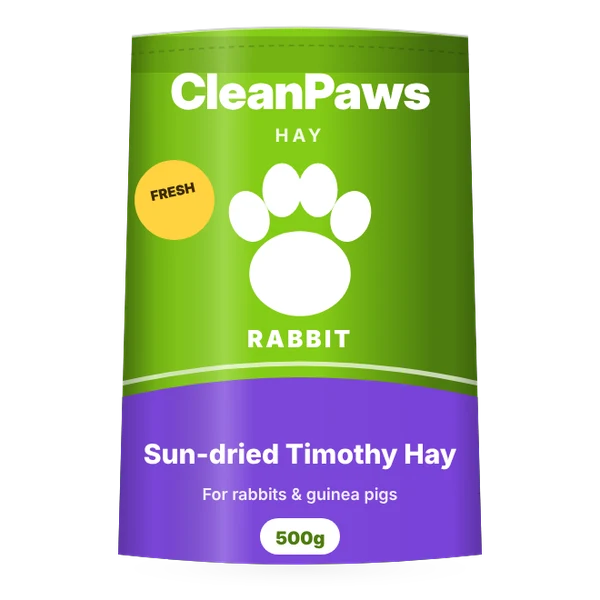 CleanPaws
HAY
FRESH
RABBIT
Sun-dried Timothy Hay
For rabbits & guinea pigs
500g